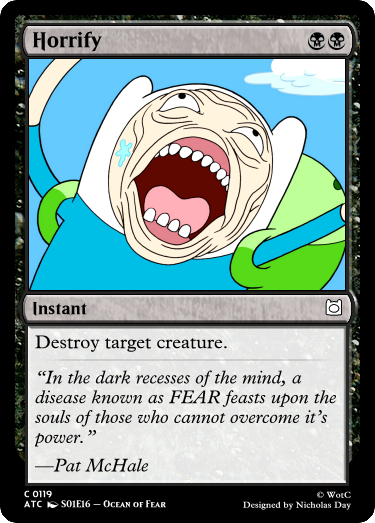 Horrify
Instant
Destroy target creature.
“In the dark recesses of the mind, a
disease known as FEAR feasts upon the
souls of those who cannot overcome it’s
power.”
—Pat McHale
C 0119
© WotC
ATC S01E16 — Ocean of Fear
Designed by Nicholas Day